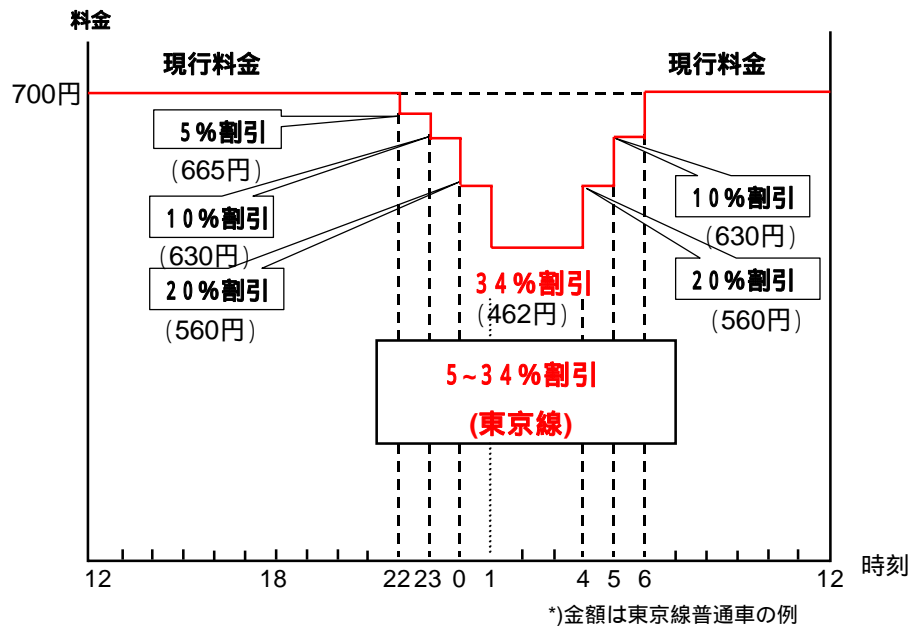 料金
現行料金
現行料金
700円
5%割引
(665円)
10%割引
(630円)
20%割引
(560円)
10%割引
(630円)
20%割引
(560円)
34%割引
(462円)
5~34%割引
(東京線)
12 18 22 23 0 1 4 5 6 12
時刻
*)金額は東京線普通車の例